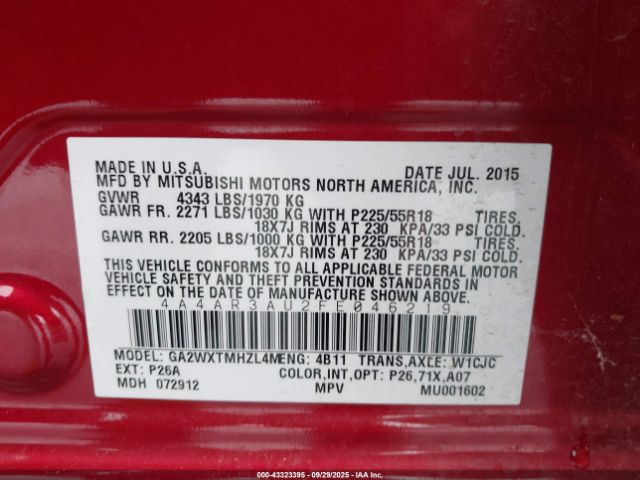 MADE IN U.S.A. DATE JUL. 2015
MFD BY MITSUBISHI MOTORS NORTH AMERICA, INC.
GVWR 4343 LBS/1970 KG
GAWR FR. 2271 LBS/1030 KG WITH P225/55R18 TIRES.
18X7J RIMS AT 230 KPA/33 PSI COLD.
GAWR RR. 2205 LBS/1000 KG WITH P225/55R18 TIRES.
18X7J RIMS AT 230 KPA/33 PSI COLD.
THIS VEHICLE CONFORMS TO ALL APPLICABLE FEDERAL MOTOR
VEHICLE SAFETY AND THEFT PREVENTION STANDARDS IN
EFFECT ON THE DATE OF MANUFACTURE SHOWN ABOVE.
4A4AR3AU2FE046219
MODEL: GA2WXTMHZL4MENG: 4B11 TRANS,AXLE: W1CJC
EXT: P26A COLOR,INT,OPT: P26,71X,A07
MDH 072912 MPV MU001602
000-43323395 - 09/29/2025 - IAAI.COM